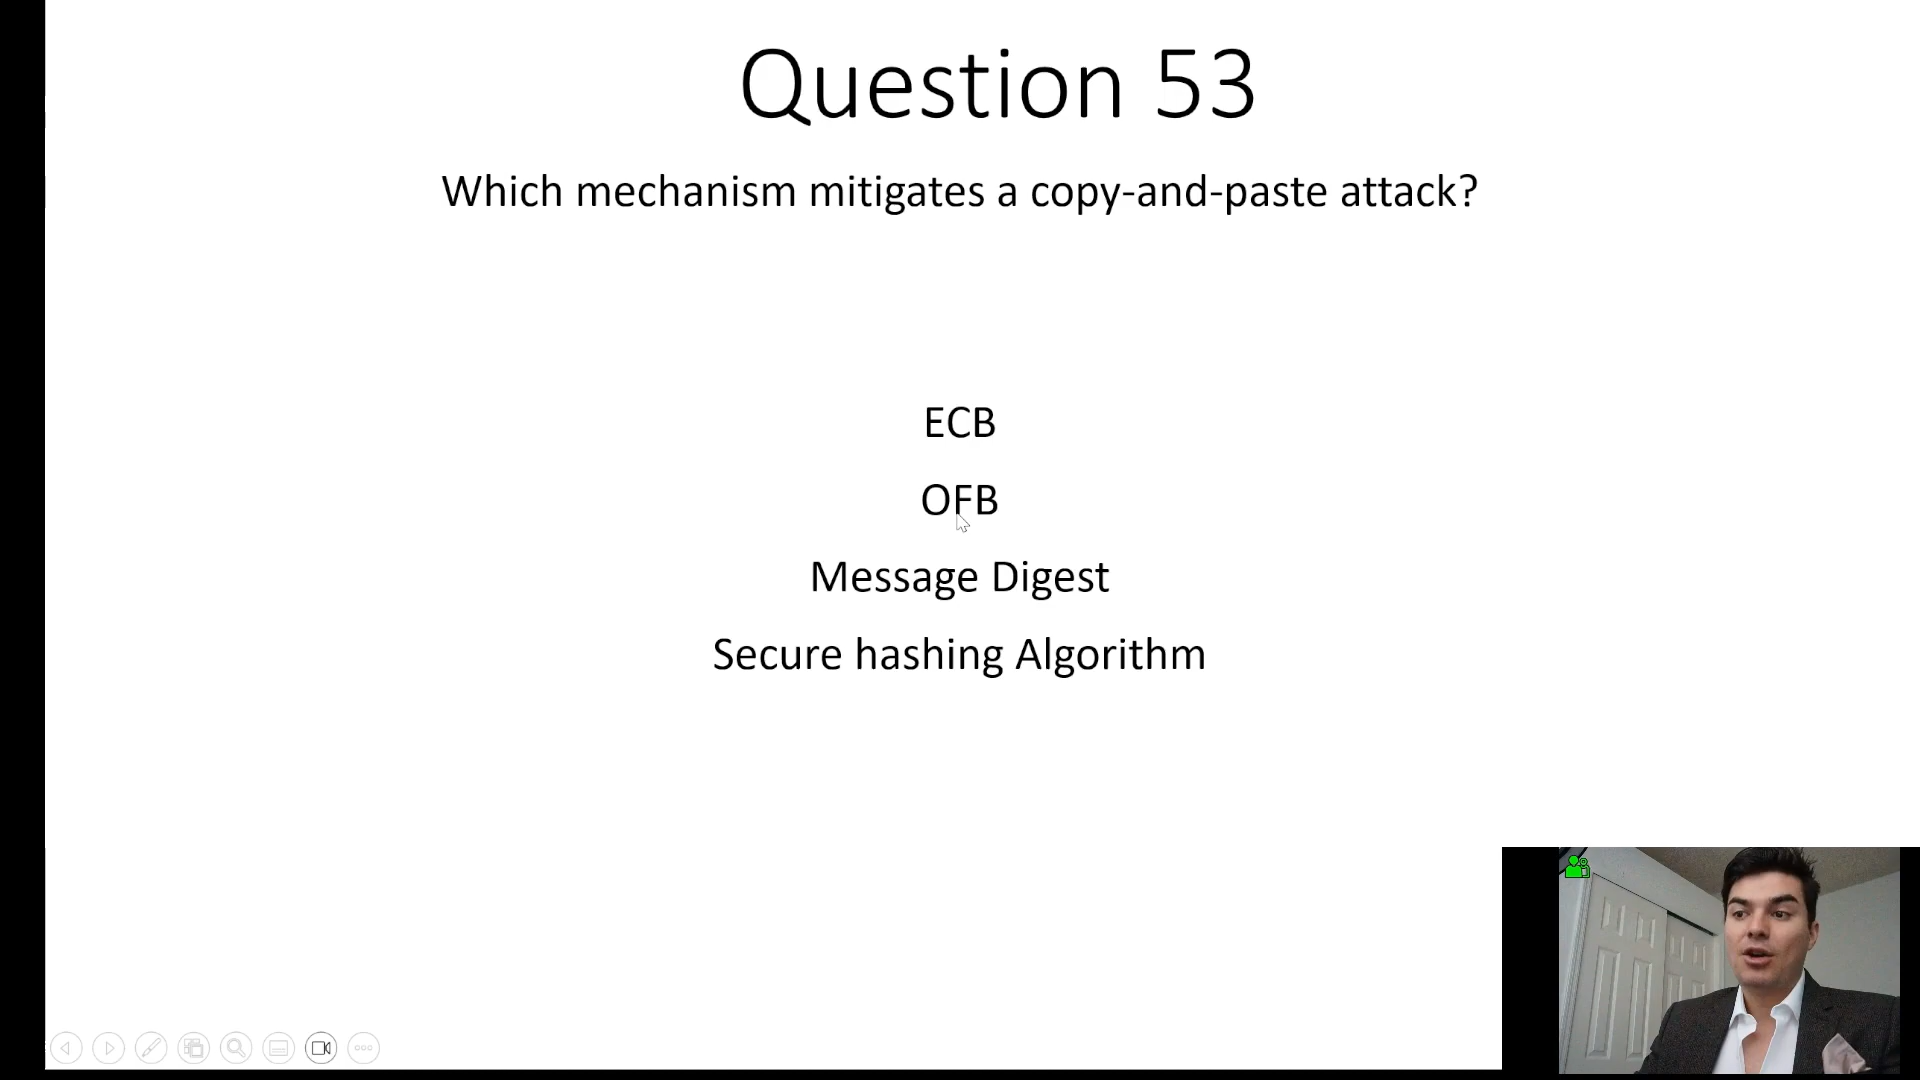 Question 53
Which mechanism mitigates a copy-and-paste attack?
ECB
OFB
Message Digest
Secure hashing Algorithm